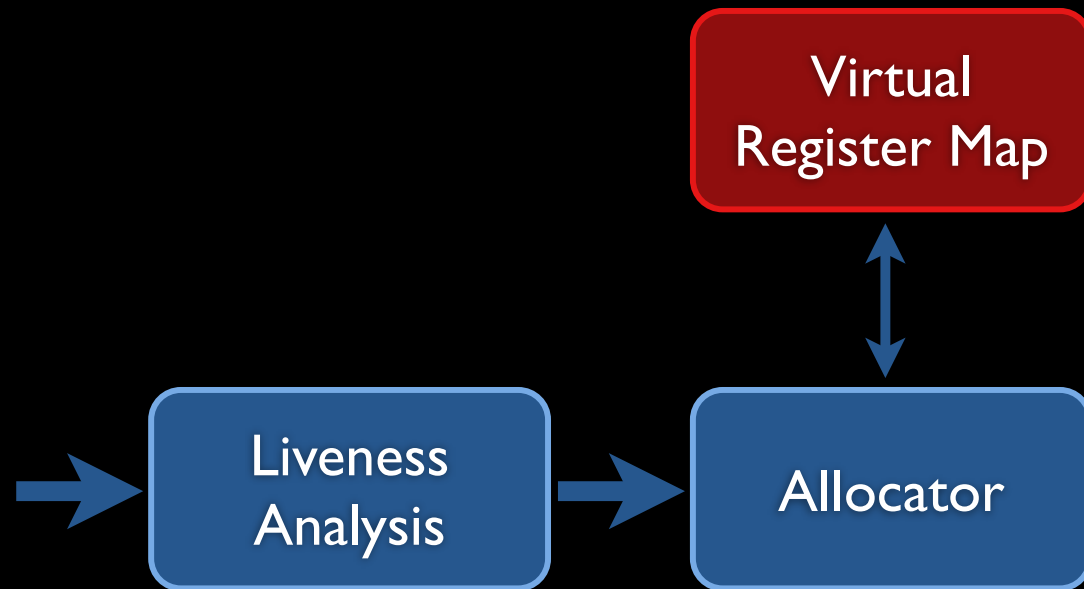 Virtual
Register Map
Liveness
Analysis
Allocator